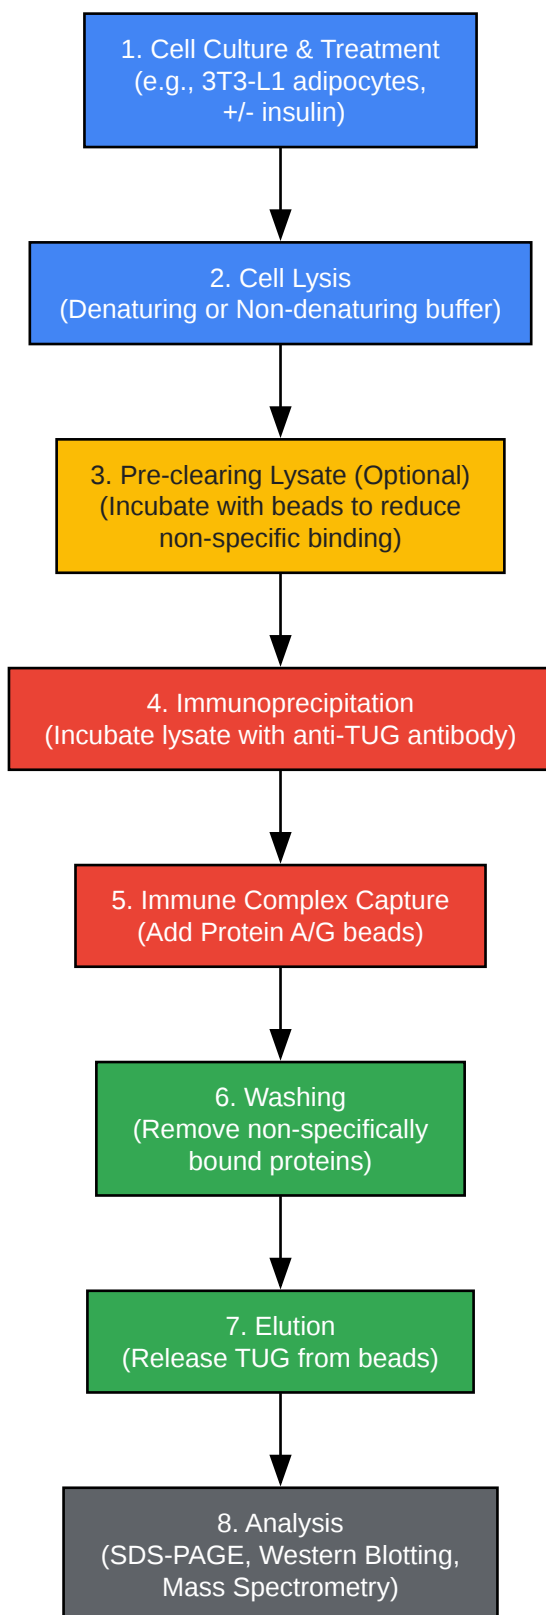 1. Cell Culture & Treatment
(e.g., 3T3-L1 adipocytes,
+/- insulin)
2. Cell Lysis
(Denaturing or Non-denaturing buffer)
3. Pre-clearing Lysate (Optional)
(Incubate with beads to reduce
non-specific binding)
4. Immunoprecipitation
(Incubate lysate with anti-TUG antibody)
5. Immune Complex Capture
(Add Protein A/G beads)
6. Washing
(Remove non-specifically
bound proteins)
7. Elution
(Release TUG from beads)
8. Analysis
(SDS-PAGE, Western Blotting,
Mass Spectrometry)